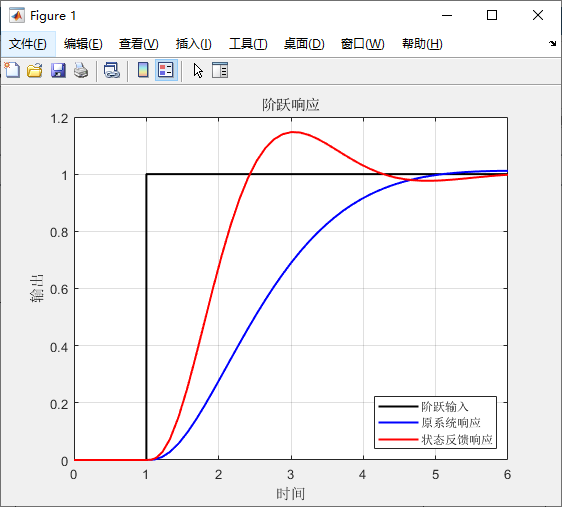 Figure 1
文件(F) 编辑(E) 查看(V) 插入(I) 工具(T) 桌面(D) 窗口(W) 帮助(H)
阶跃响应
1.2
1
0.8
0.6
0.4
0.2
0
输出
阶跃输入
原系统响应
状态反馈响应
0 1 2 3 4 5 6
时间